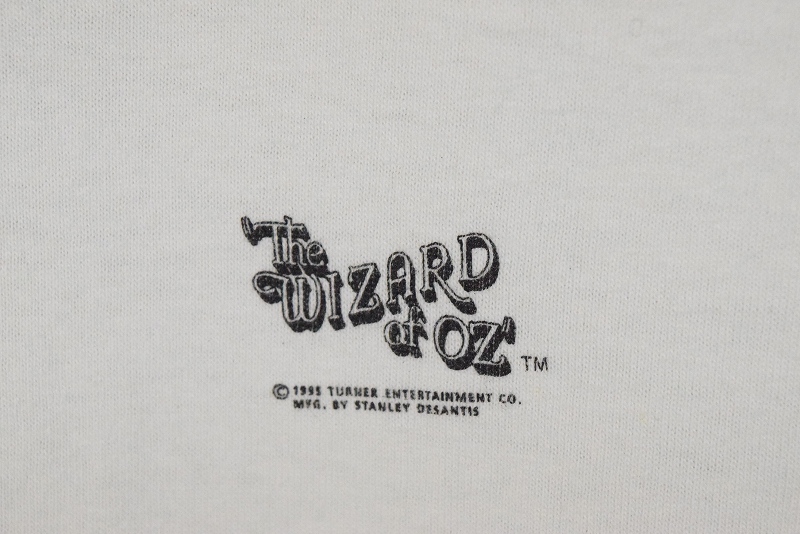 The
WIZARD
of OZ TM
© 1995 TURNER ENTERTAINMENT CO.
MFG. BY STANLEY DESANTIS